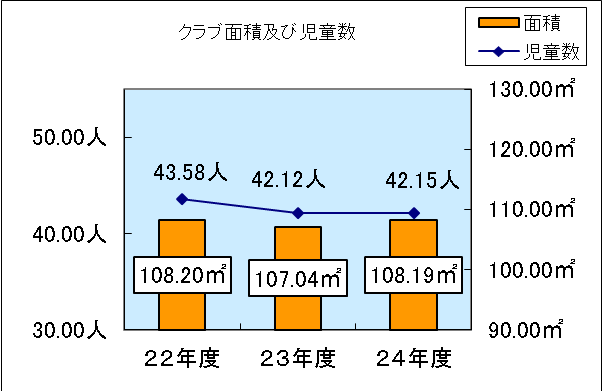 クラブ面積及び児童数
面積
児童数
50.00人
40.00人
30.00人
130.00㎡
120.00㎡
110.00㎡
100.00㎡
90.00㎡
43.58人
42.12人
42.15人
108.20㎡
107.04㎡
108.19㎡
22年度
23年度
24年度